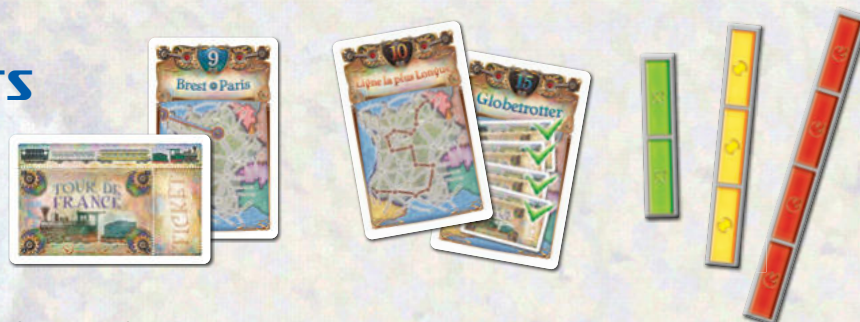 TS
9
Brest Paris
TOUR DE
FRANCE
TICKET
10
Ligne la plus Longue
15
Globetrotter